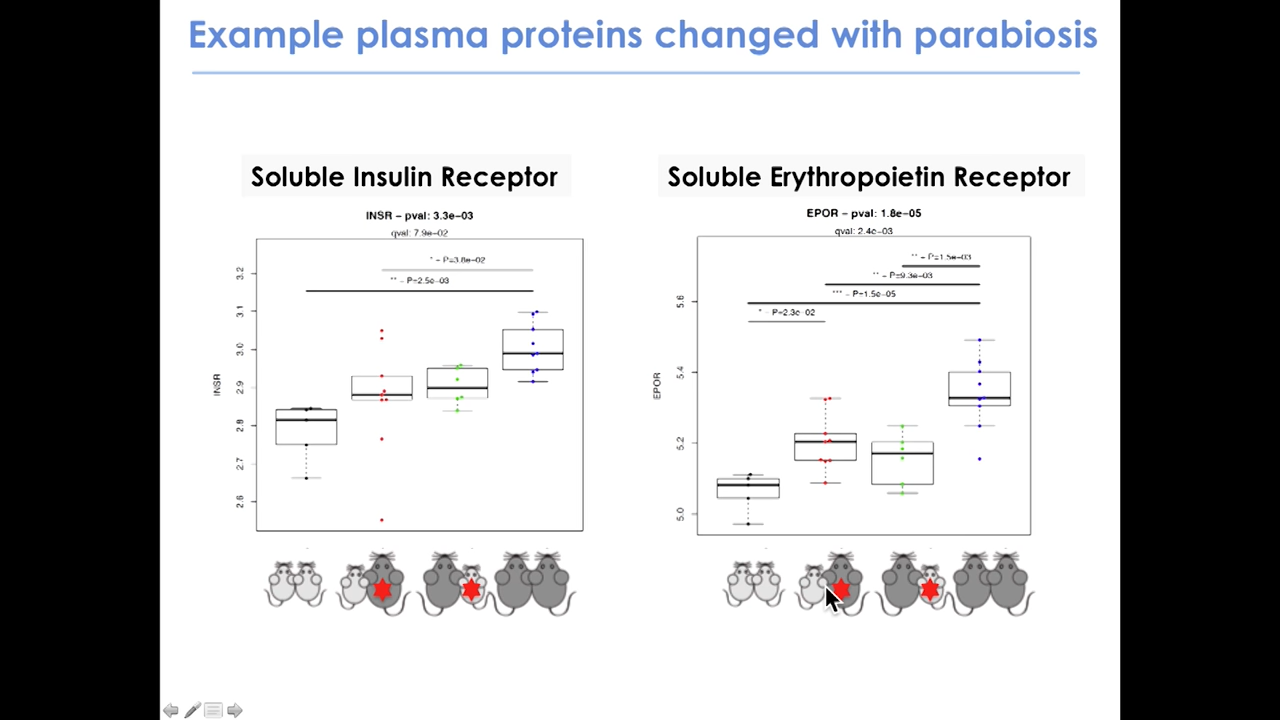 Example plasma proteins changed with parabiosis
Soluble Insulin Receptor
INSR – pval: 3.3e–03
qval: 7.9e–02
* – P=3.8e–02
** – P=2.5e–03
INSR
3.2
3.1
3.0
2.9
2.8
2.7
2.6
Soluble Erythropoietin Receptor
EPOR – pval: 1.8e–05
qval: 2.4e–03
** – P=1.5e–03
** – P=9.3e–03
*** – P=1.5e–05
* – P=2.3e–02
EPOR
5.6
5.4
5.2
5.0